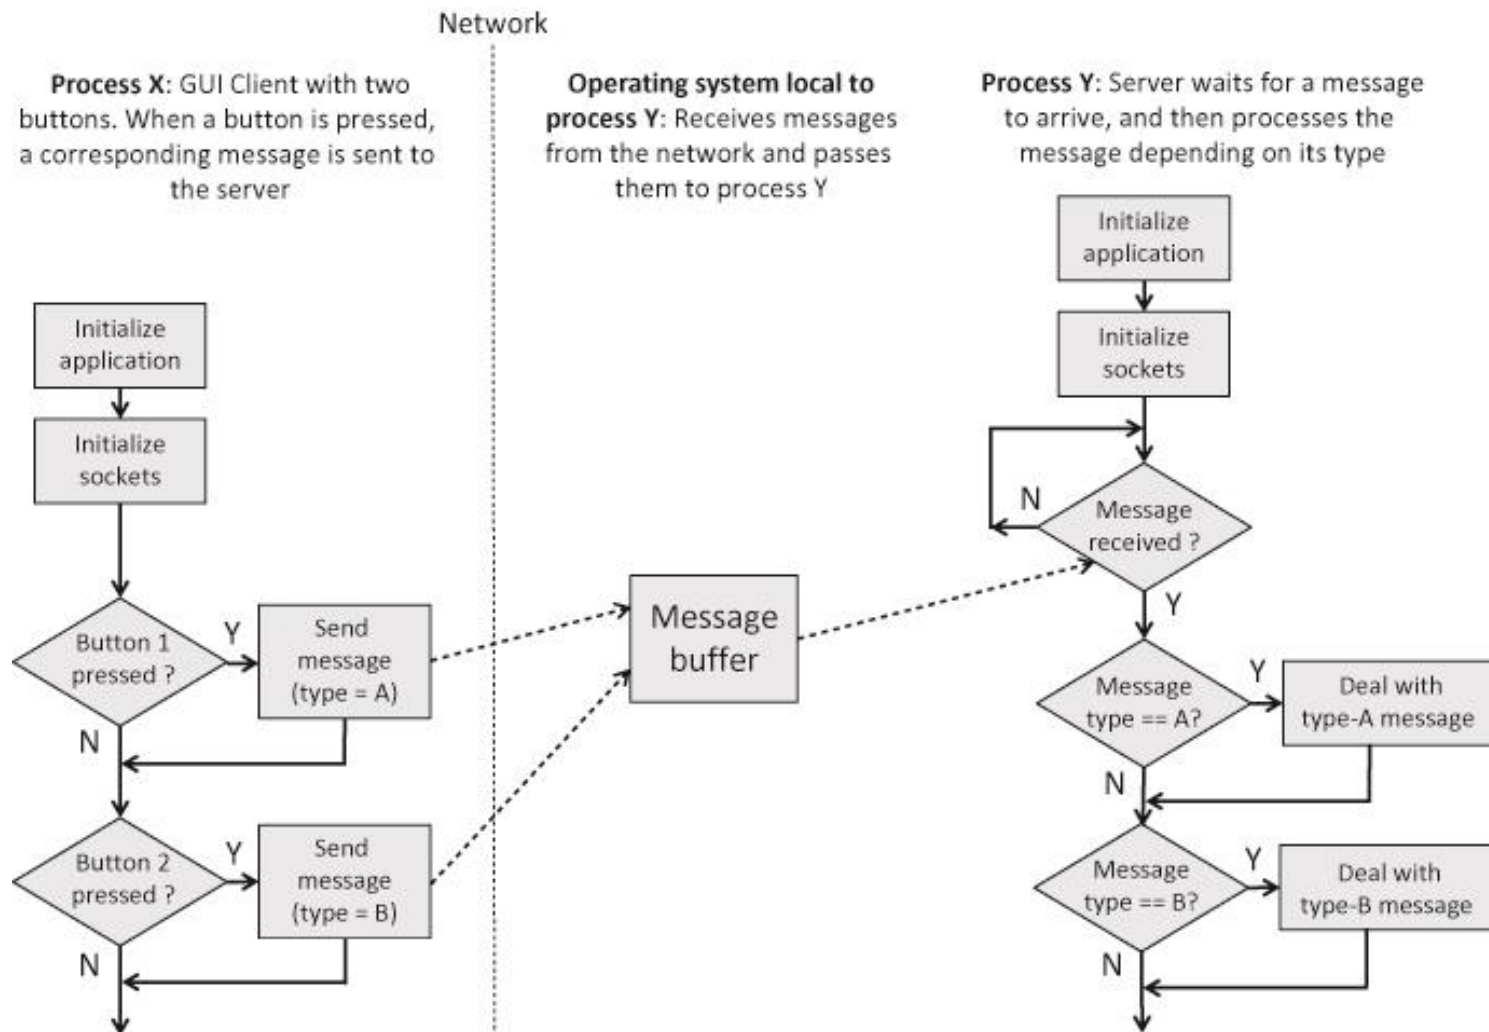 Network
Process X: GUI Client with two
buttons. When a button is pressed,
a corresponding message is sent to
the server
Initialize
application
Initialize
sockets
Button 1
pressed ?
Y
Send
message
(type = A)
N
Button 2
pressed ?
Y
Send
message
(type = B)
N
Operating system local to
process Y: Receives messages
from the network and passes
them to process Y
Message
buffer
Process Y: Server waits for a message
to arrive, and then processes the
message depending on its type
Initialize
application
Initialize
sockets
N
Message
received ?
Y
Message
type == A?
Y
Deal with
type-A message
N
Message
type == B?
Y
Deal with
type-B message
N